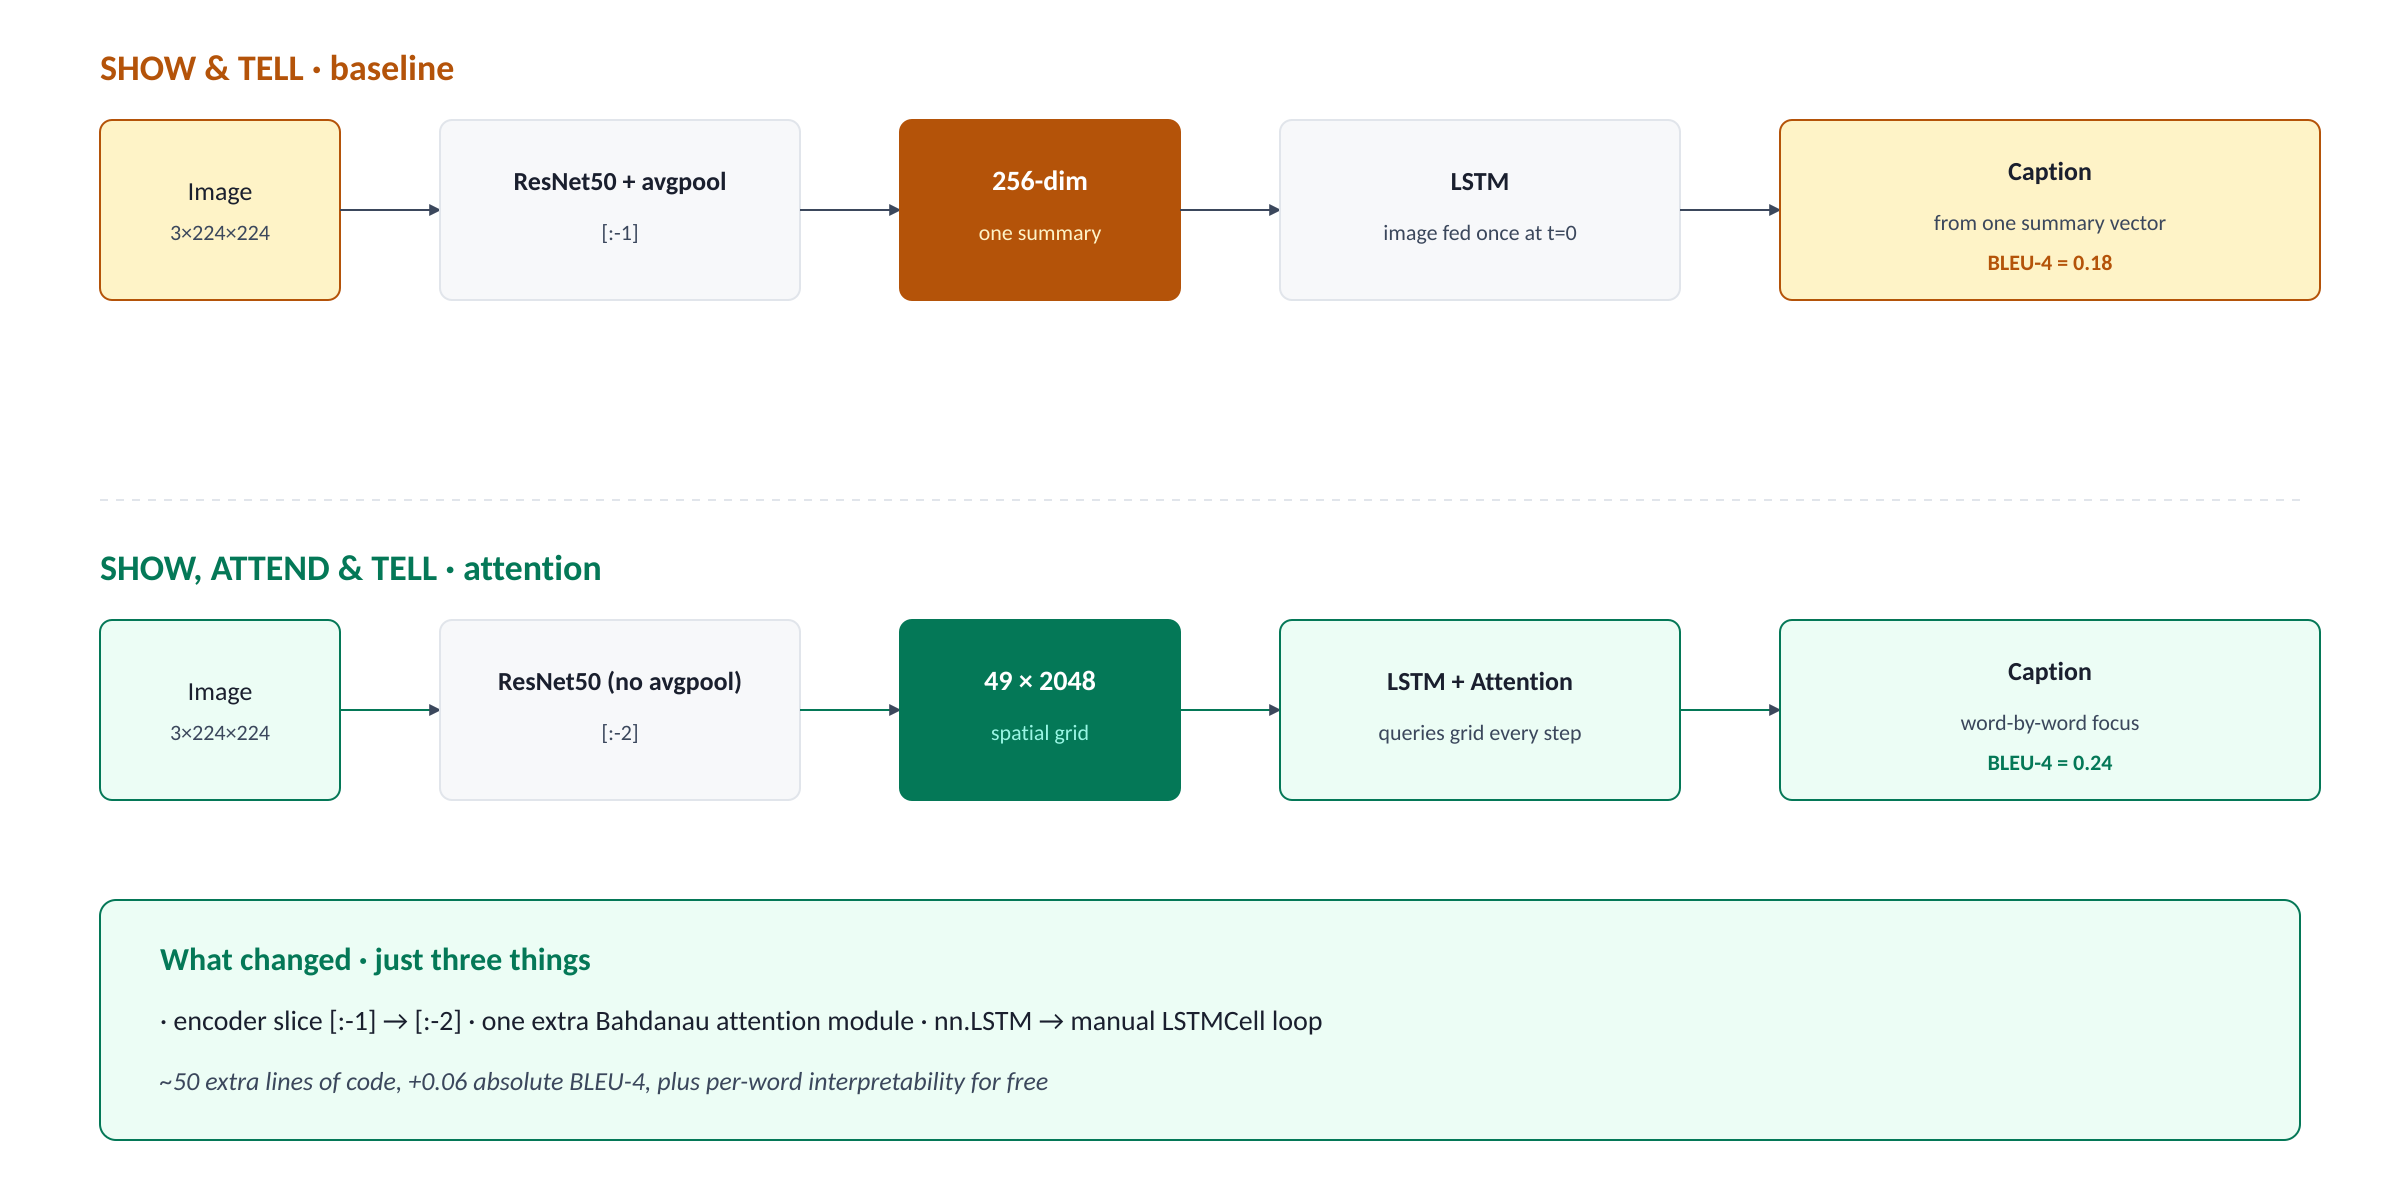 SHOW & TELL · baseline
Image
3×224×224
ResNet50 + avgpool
[:-1]
256-dim
one summary
LSTM
image fed once at t=0
Caption
from one summary vector
BLEU-4 = 0.18
SHOW, ATTEND & TELL · attention
Image
3×224×224
ResNet50 (no avgpool)
[:-2]
49 × 2048
spatial grid
LSTM + Attention
queries grid every step
Caption
word-by-word focus
BLEU-4 = 0.24
What changed · just three things
· encoder slice [:-1] → [:-2] · one extra Bahdanau attention module · nn.LSTM → manual LSTMCell loop
~50 extra lines of code, +0.06 absolute BLEU-4, plus per-word interpretability for free